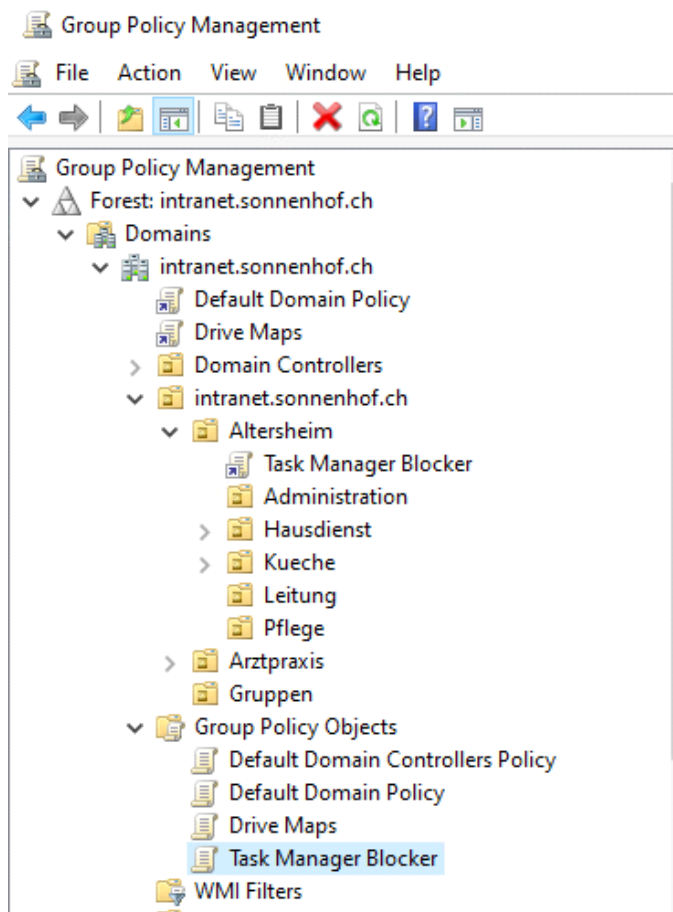 Group Policy Management
File Action View Window Help
Group Policy Management
Forest: intranet.sonnenhof.ch
Domains
intranet.sonnenhof.ch
Default Domain Policy
Drive Maps
Domain Controllers
intranet.sonnenhof.ch
Altersheim
Task Manager Blocker
Administration
Hausdienst
Kueche
Leitung
Pflege
Arztpraxis
Gruppen
Group Policy Objects
Default Domain Controllers Policy
Default Domain Policy
Drive Maps
Task Manager Blocker
WMI Filters